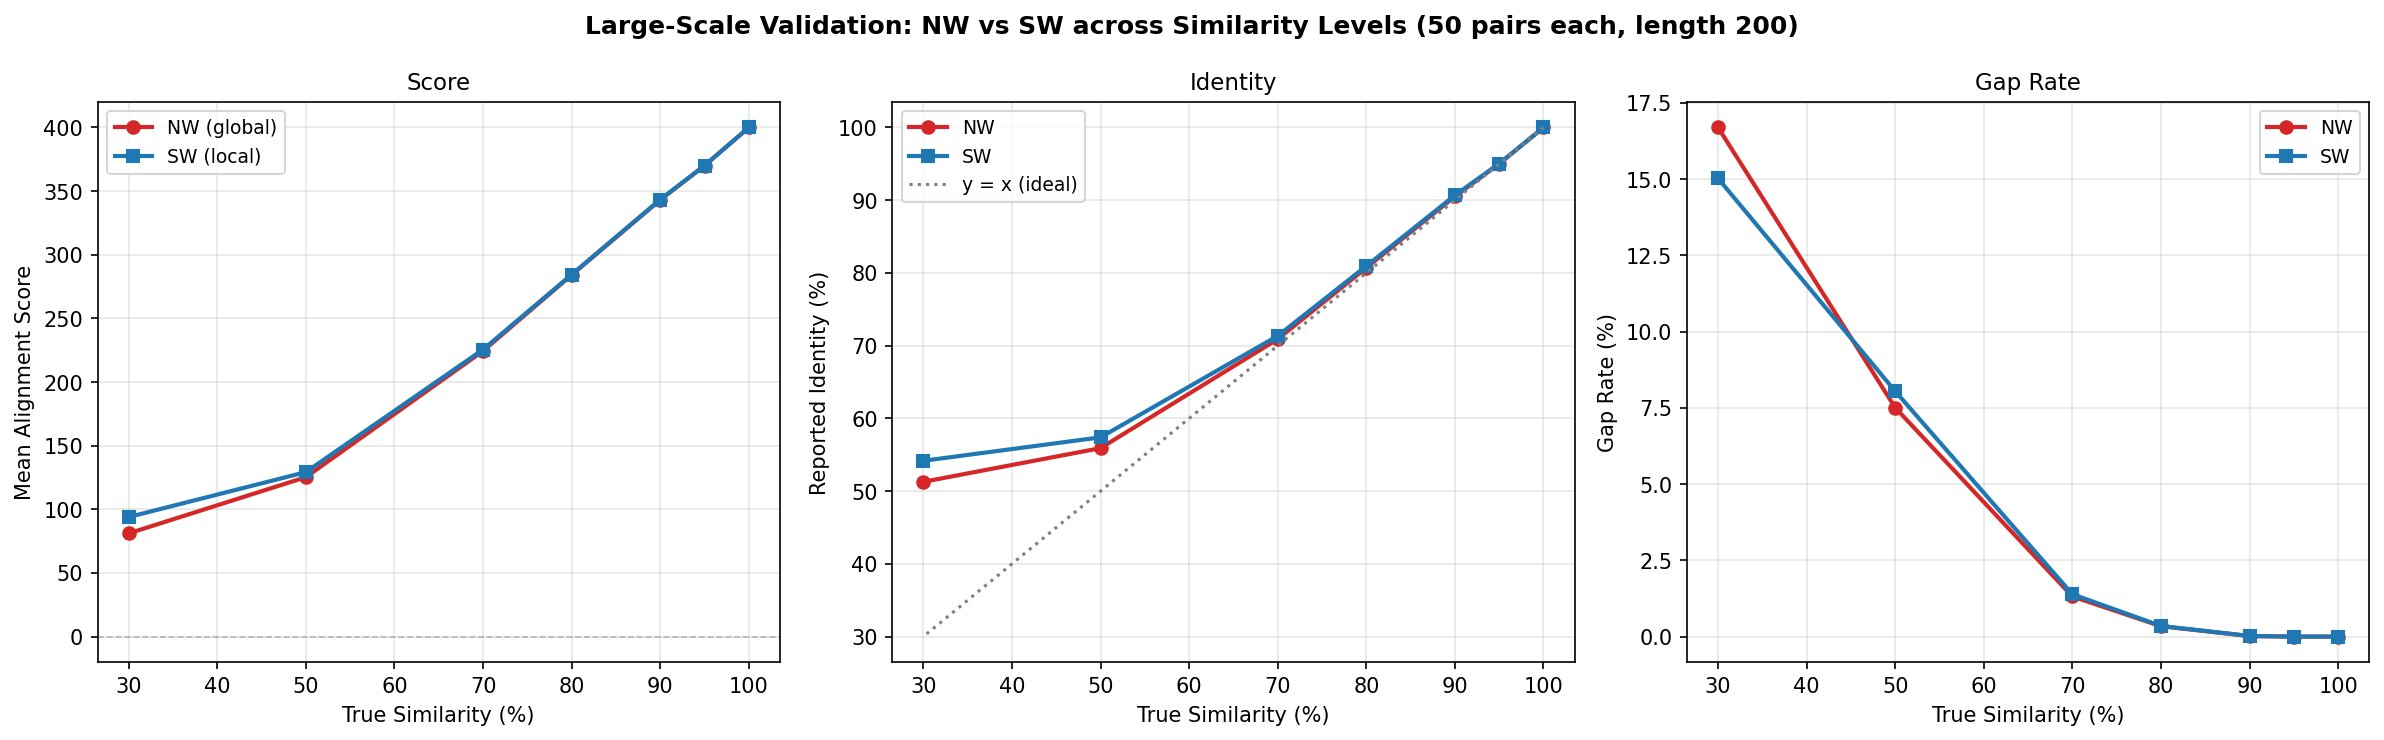 Large-Scale Validation: NW vs SW across Similarity Levels (50 pairs each, length 200)
Score
NW (global)
SW (local)
Mean Alignment Score
400
350
300
250
200
150
100
50
0
30 40 50 60 70 80 90 100
True Similarity (%)
Identity
NW
SW
y = x (ideal)
Reported Identity (%)
100
90
80
70
60
50
40
30
30 40 50 60 70 80 90 100
True Similarity (%)
Gap Rate
NW
SW
Gap Rate (%)
17.5
15.0
12.5
10.0
7.5
5.0
2.5
0.0
30 40 50 60 70 80 90 100
True Similarity (%)